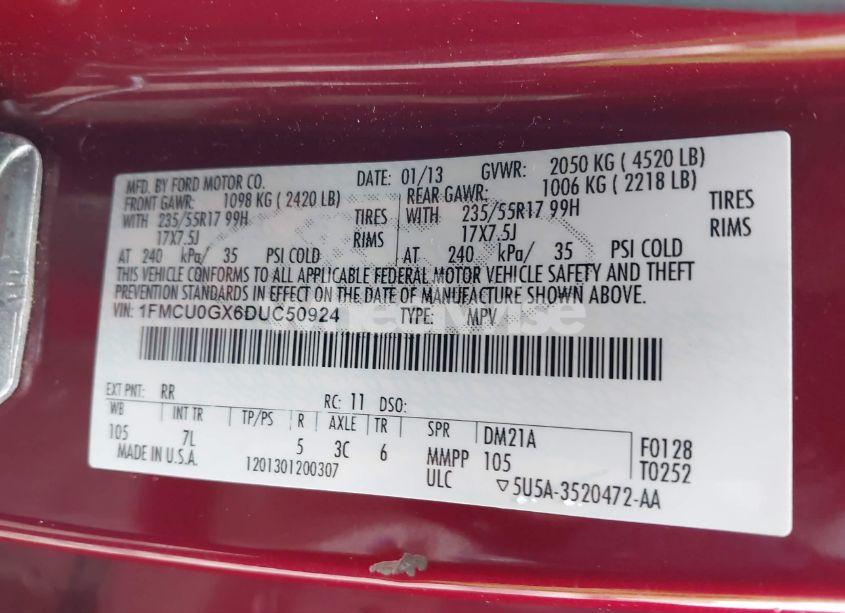 MFD. BY FORD MOTOR CO. DATE: 01/13 GVWR: 2050 KG ( 4520 LB)
FRONT GAWR: 1098 KG ( 2420 LB) REAR GAWR: 1006 KG ( 2218 LB)
WITH 235/55R17 99H TIRES WITH 235/55R17 99H TIRES
17X7.5J RIMS 17X7.5J RIMS
AT 240 kPa/ 35 PSI COLD AT 240 kPa/ 35 PSI COLD
THIS VEHICLE CONFORMS TO ALL APPLICABLE FEDERAL MOTOR VEHICLE SAFETY AND THEFT
PREVENTION STANDARDS IN EFFECT ON THE DATE OF MANUFACTURE SHOWN ABOVE.
VIN: 1FMCU0GX6DUC50924 TYPE: MPV
EXT PNT: RR RC: 11 DSO:
WB INT TR TP/PS R AXLE TR SPR DM21A F0128
105 7L 5 3C 6 MMPP 105 T0252
MADE IN U.S.A. 1201301200307 ULC ▽5U5A-3520472-AA